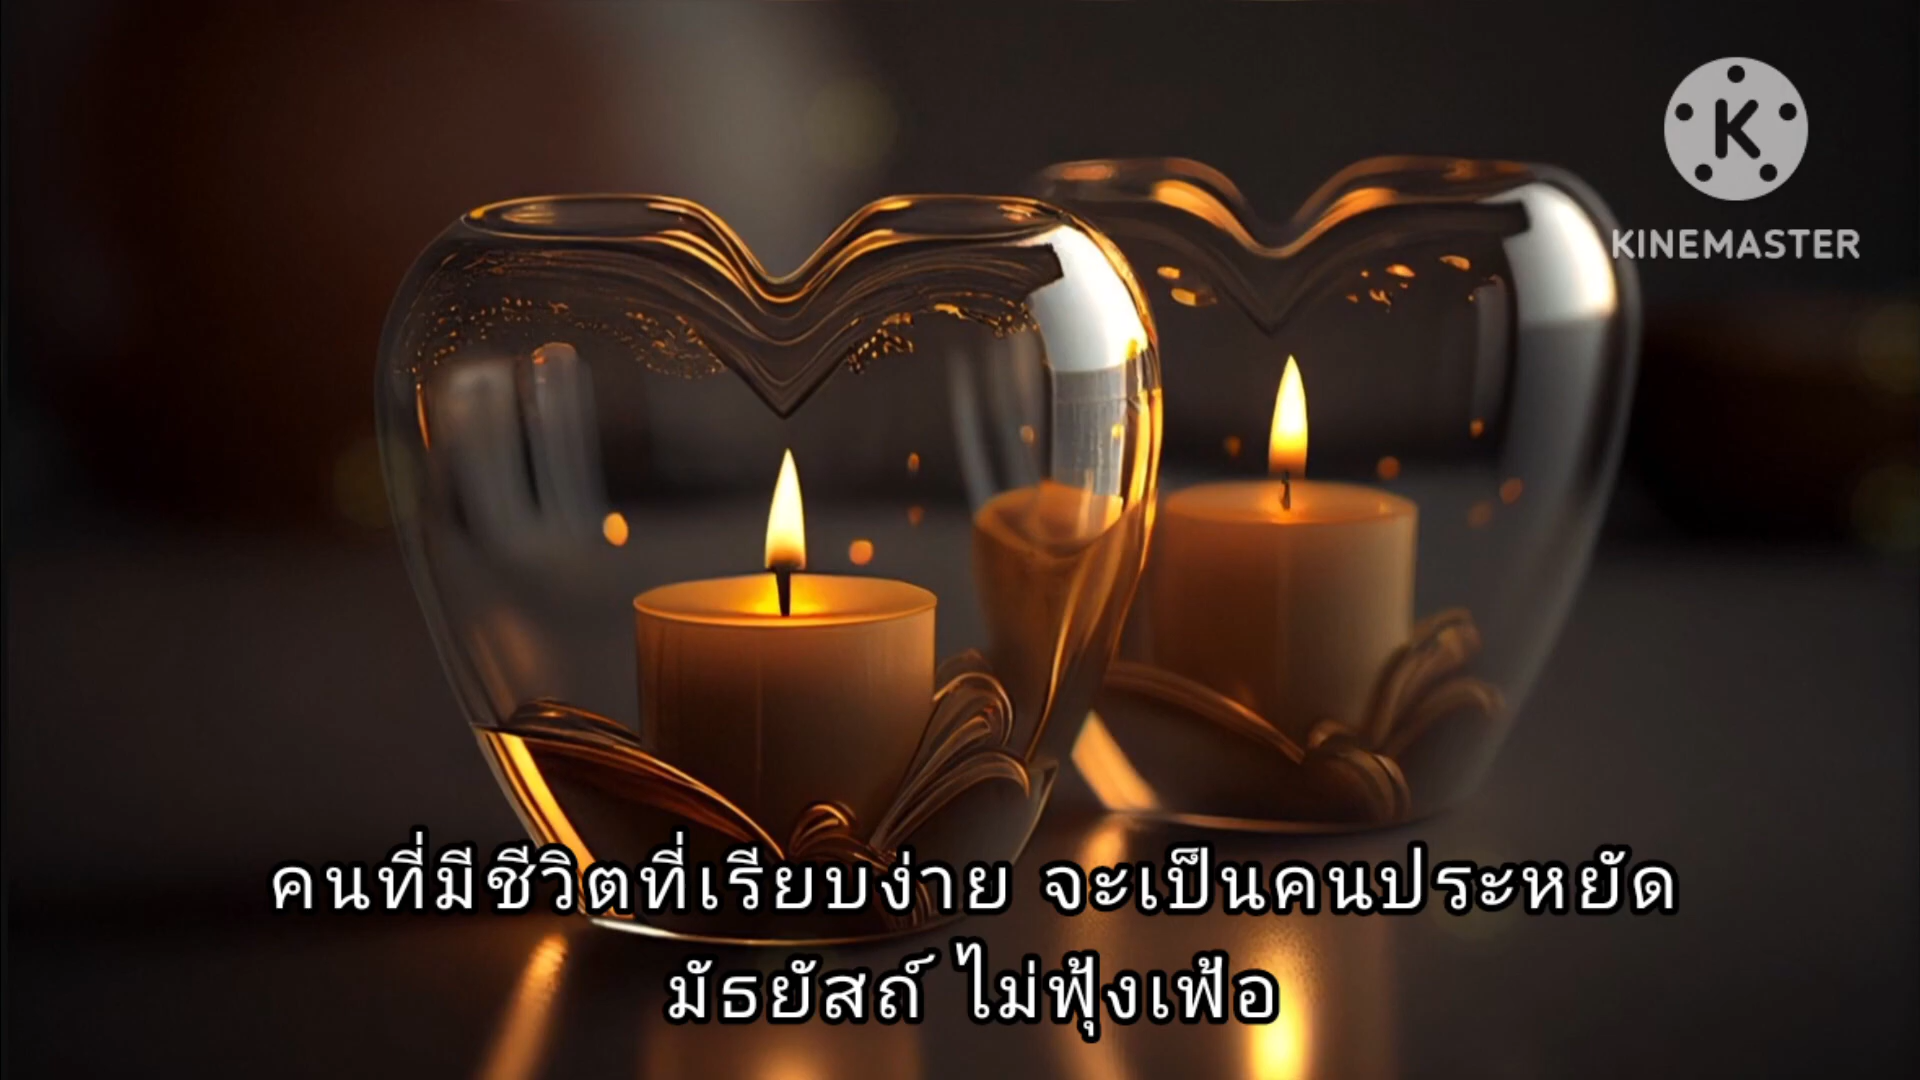 K
KINEMASTER
คนที่มีชีวิตที่เรียบง่าย จะเป็นคนประหยัด
มัธยัสถ์ ไม่ฟุ้งเฟ้อ